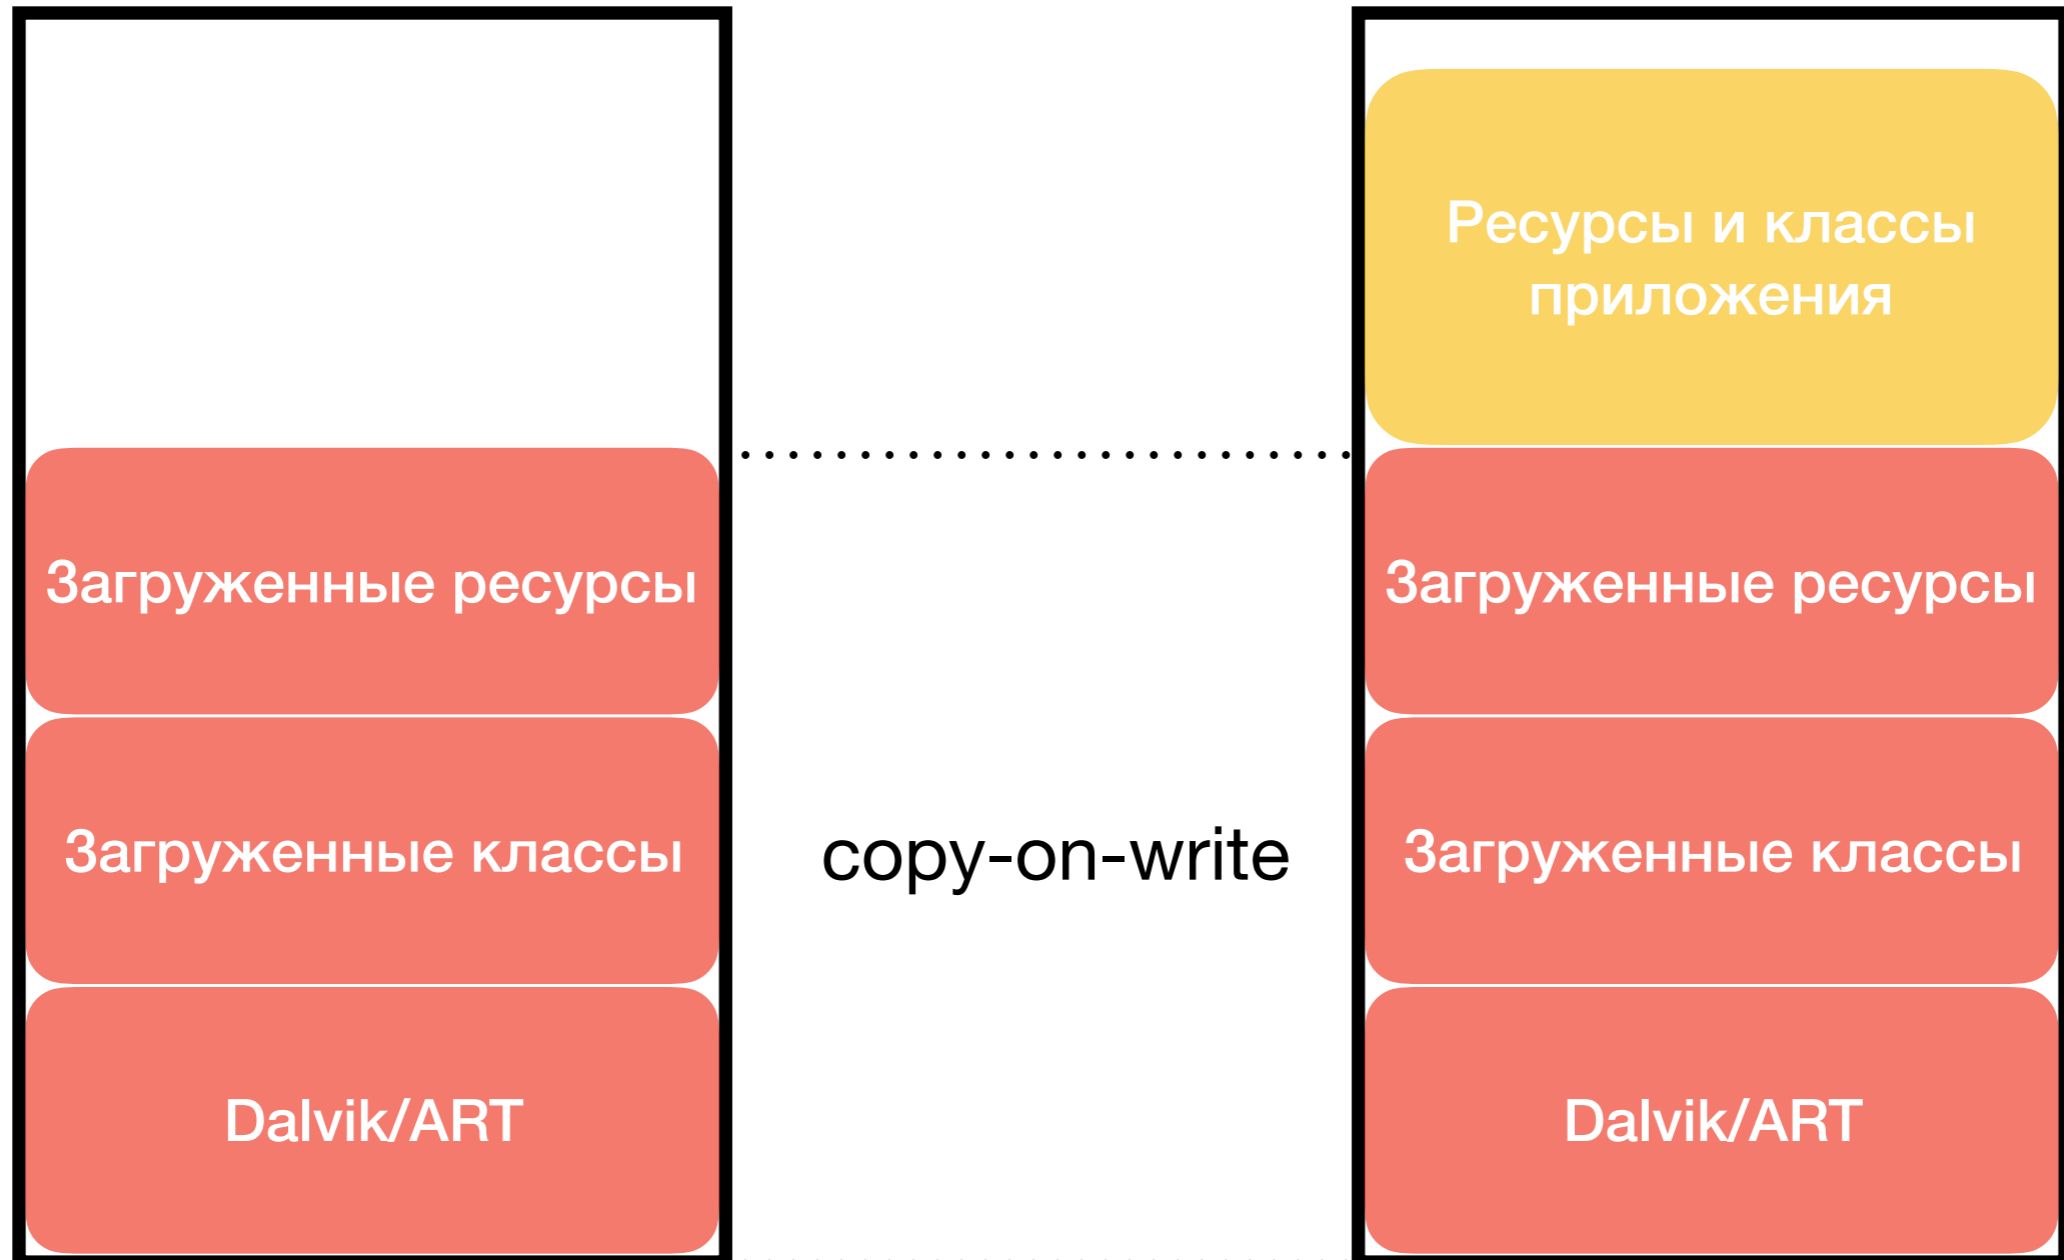 Загруженные ресурсы
Загруженные классы
Dalvik/ART
copy-on-write
Ресурсы и классы
приложения
Загруженные ресурсы
Загруженные классы
Dalvik/ART